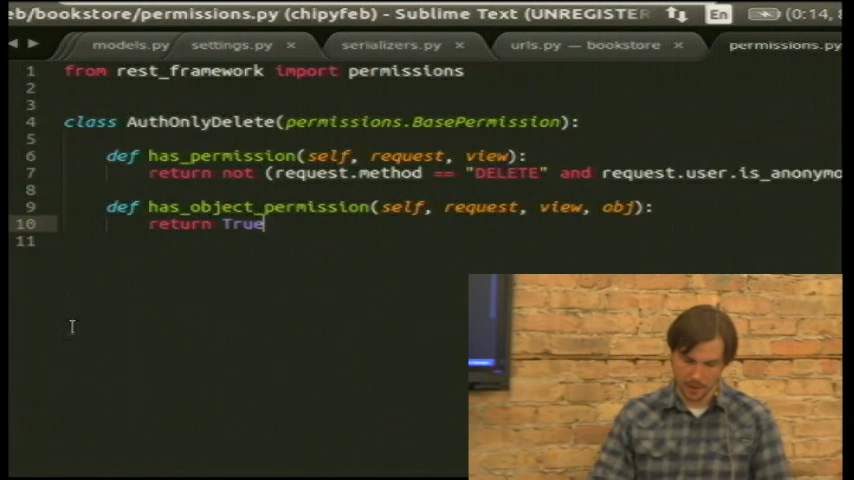 eb/bookstore/permissions.py (chipyfeb) - Sublime Text (UNREGISTER
En
(0:14, 8
models.py
settings.py ×
serializers.py ×
urls.py — bookstore ×
permissions.py
1 from rest_framework import permissions
2
3
4 class AuthOnlyDelete(permissions.BasePermission):
5
6 def has_permission(self, request, view):
7 return not (request.method == "DELETE" and request.user.is_anonymo
8
9 def has_object_permission(self, request, view, obj):
10 return True
11